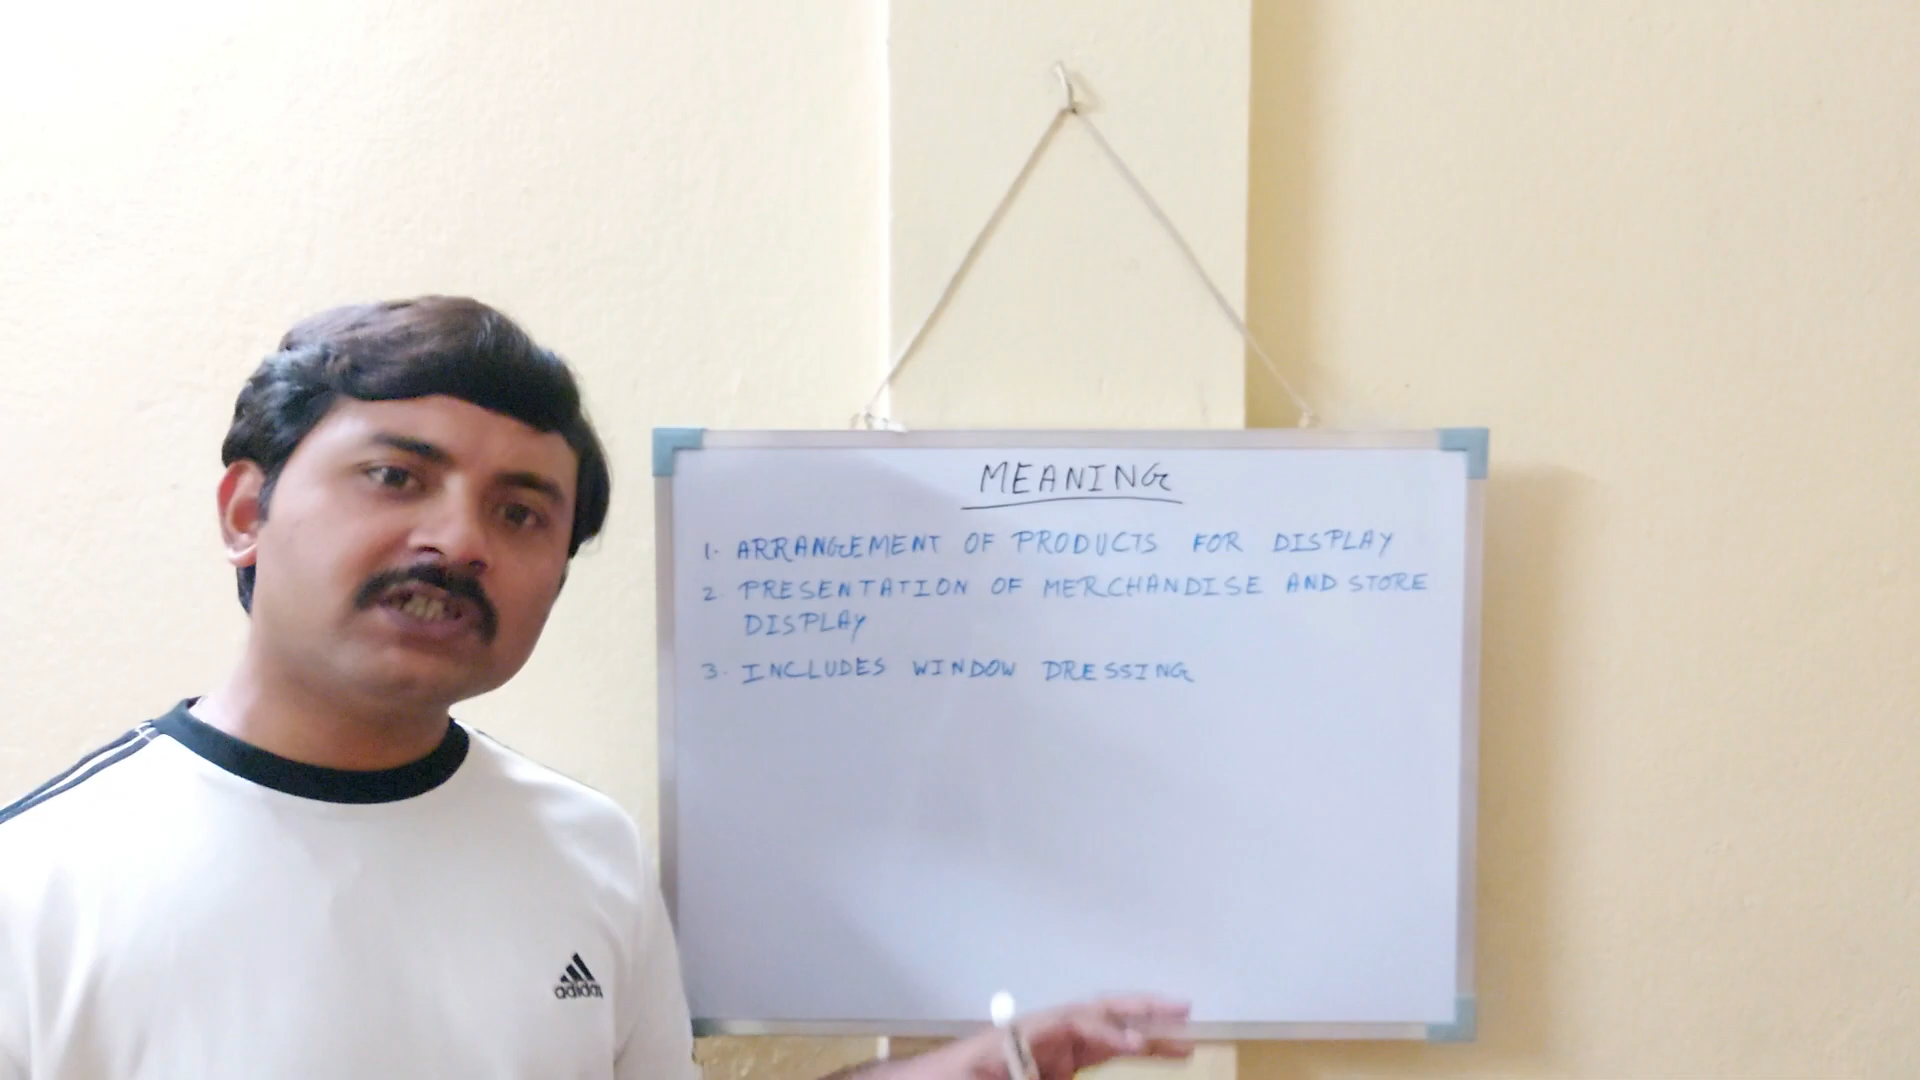 MEANING
1. ARRANGEMENT OF PRODUCTS FOR DISPLAY
2. PRESENTATION OF MERCHANDISE AND STORE
DISPLAY
3. INCLUDES WINDOW DRESSING
adidas